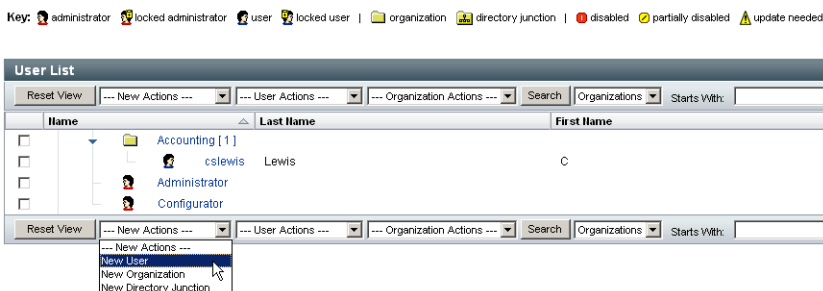 Key: administrator locked administrator user locked user | organization directory junction | disabled partially disabled update needed
User List
Reset View --- New Actions --- --- User Actions --- --- Organization Actions --- Search Organizations Starts With:
Name Last Name First Name
Accounting [ 1 ]
cslewis Lewis C
Administrator
Configurator
Reset View --- New Actions --- --- User Actions --- --- Organization Actions --- Search Organizations Starts With:
--- New Actions ---
New User
New Organization
New Directory Junction